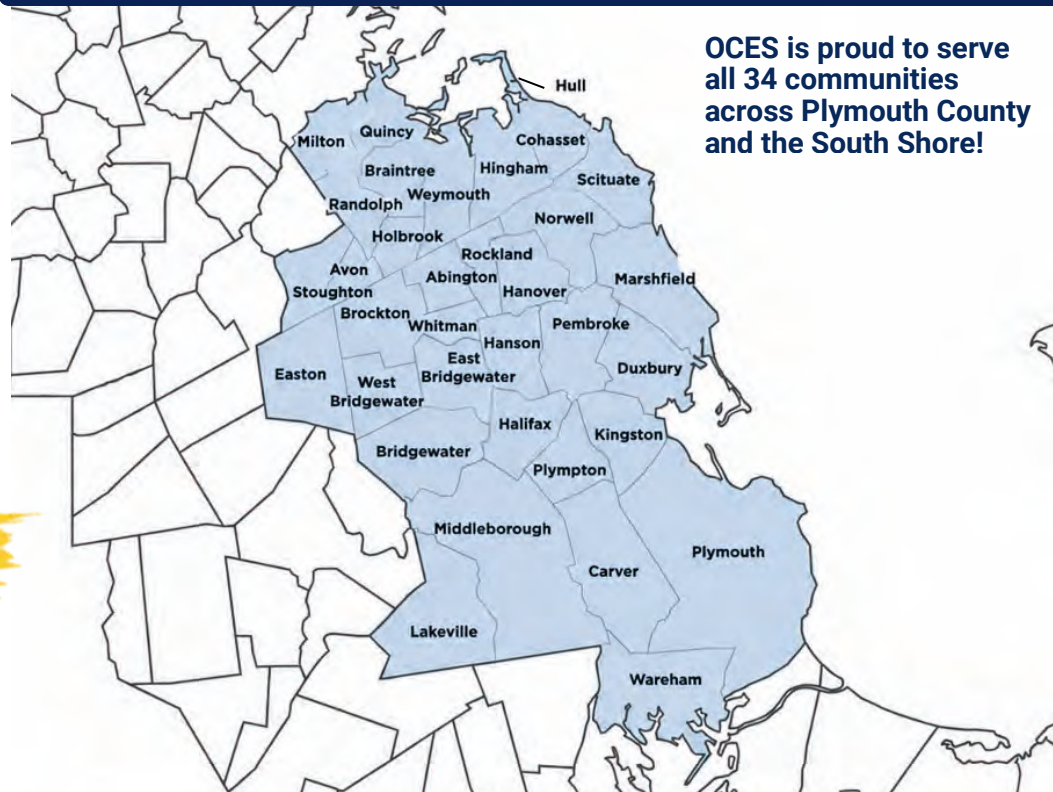 OCES is proud to serve
all 34 communities
across Plymouth County
and the South Shore!
Hull
Milton
Quincy
Cohasset
Braintree
Hingham
Scituate
Weymouth
Randolph
Norwell
Holbrook
Rockland
Avon
Abington
Marshfield
Stoughton
Hanover
Brockton
Whitman
Pembroke
Hanson
East
Bridgewater
Duxbury
Easton
West
Bridgewater
Halifax
Kingston
Bridgewater
Plympton
Middleborough
Plymouth
Carver
Lakeville
Wareham